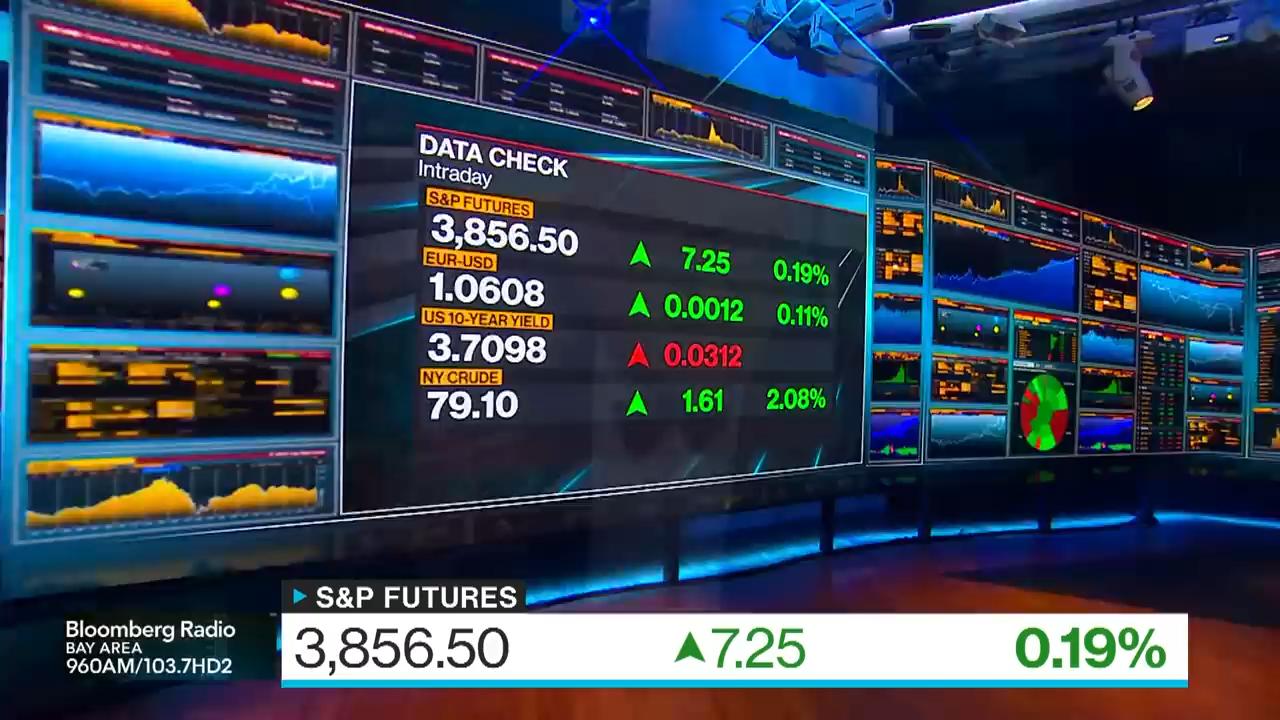 DATA CHECK
Intraday
S&P FUTURES
3,856.50 7.25 0.19%
EUR-USD
1.0608 0.0012 0.11%
US 10-YEAR YIELD
3.7098 0.0312
NY CRUDE
79.10 1.61 2.08%
S&P FUTURES
Bloomberg Radio
BAY AREA
960AM/103.7HD2
3,856.50 7.25 0.19%